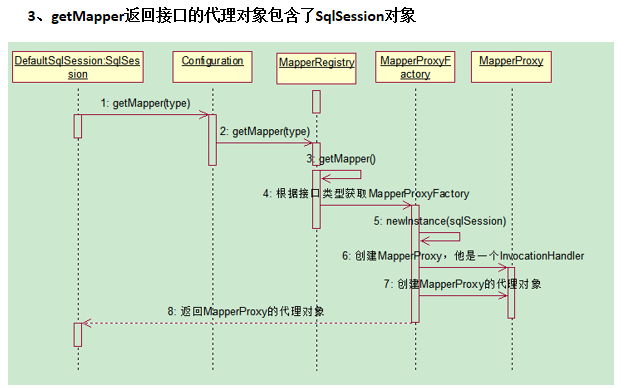 3、getMapper返回接口的代理对象包含了SqlSession对象
DefaultSqlSession:SqlSes
sion
Configuration
MapperRegistry
MapperProxyF
actory
MapperProxy
1: getMapper(type)
2: getMapper(type)
3: getMapper()
4: 根据接口类型获取MapperProxyFactory
5: newInstance(sqlSession)
6: 创建MapperProxy，他是一个InvocationHandler
7: 创建MapperProxy的代理对象
8: 返回MapperProxy的代理对象